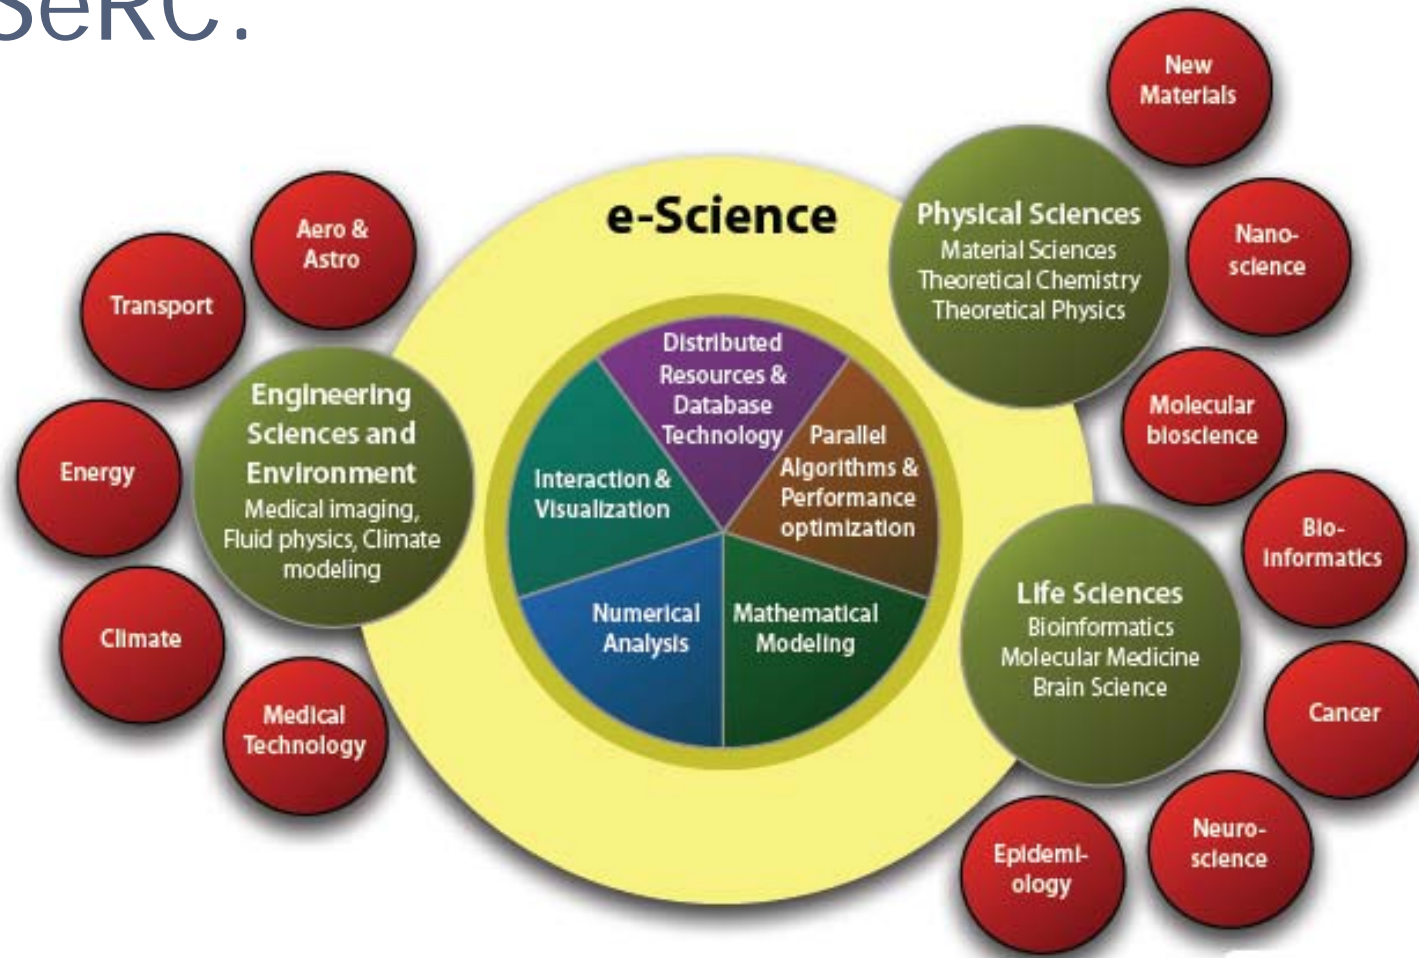 SeRC.
e-Science
Distributed
Resources &
Database
Technology
Parallel
Algorithms &
Performance
optimization
Mathematical
Modeling
Numerical
Analysis
Interaction &
Visualization
Engineering
Sciences and
Environment
Medical imaging,
Fluid physics, Climate
modeling
Aero &
Astro
Transport
Energy
Climate
Medical
Technology
Physical Sciences
Material Sciences
Theoretical Chemistry
Theoretical Physics
New
Materials
Nano-
science
Molecular
bioscience
Life Sciences
Bioinformatics
Molecular Medicine
Brain Science
Bio-
informatics
Cancer
Neuro-
science
Epidemi-
ology